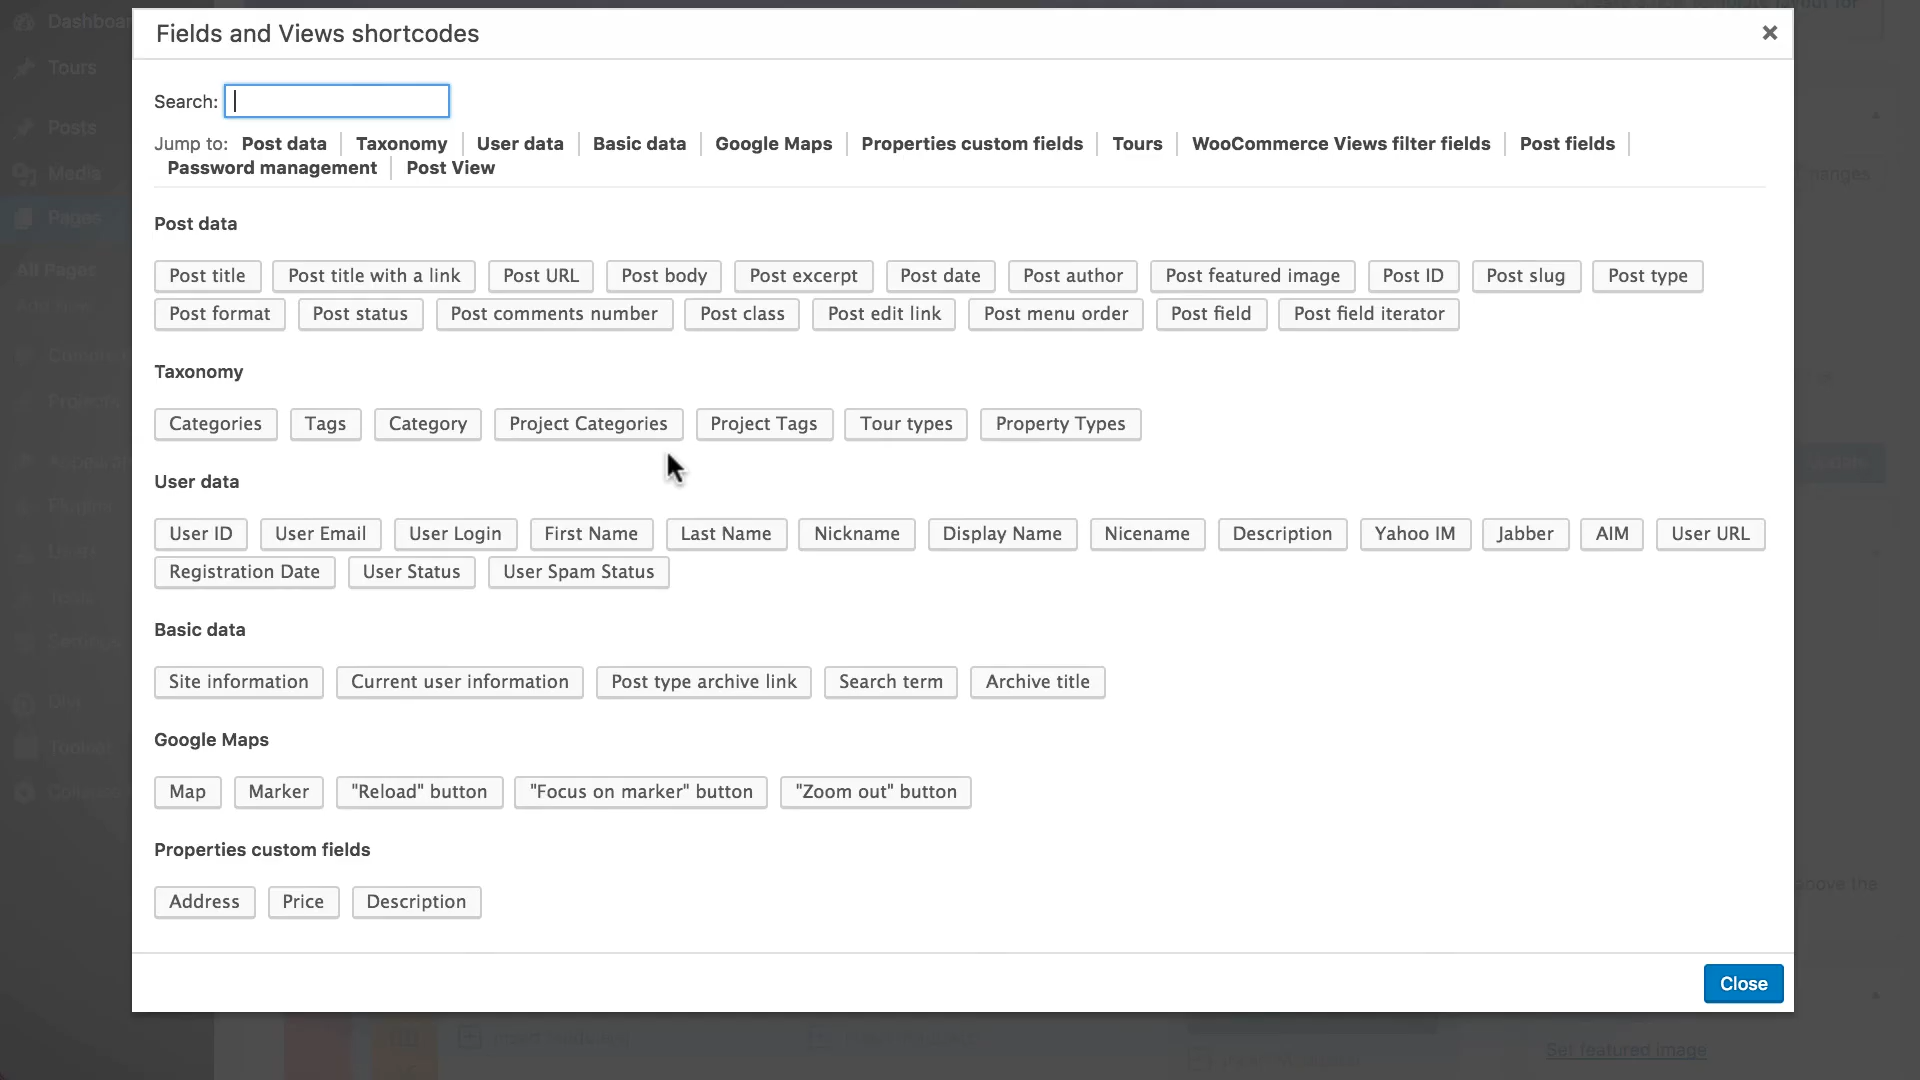 Fields and Views shortcodes
Search:
Jump to: Post data Taxonomy User data Basic data Google Maps Properties custom fields Tours WooCommerce Views filter fields Post fields
Password management Post View
Post data
Post title Post title with a link Post URL Post body Post excerpt Post date Post author Post featured image Post ID Post slug Post type
Post format Post status Post comments number Post class Post edit link Post menu order Post field Post field iterator
Taxonomy
Categories Tags Category Project Categories Project Tags Tour types Property Types
User data
User ID User Email User Login First Name Last Name Nickname Display Name Nicename Description Yahoo IM Jabber AIM User URL
Registration Date User Status User Spam Status
Basic data
Site information Current user information Post type archive link Search term Archive title
Google Maps
Map Marker "Reload" button "Focus on marker" button "Zoom out" button
Properties custom fields
Address Price Description
Close
Tours
Posts
Media
Pages
All Pages
Settings
Divi
Toolset
above the
Set featured image